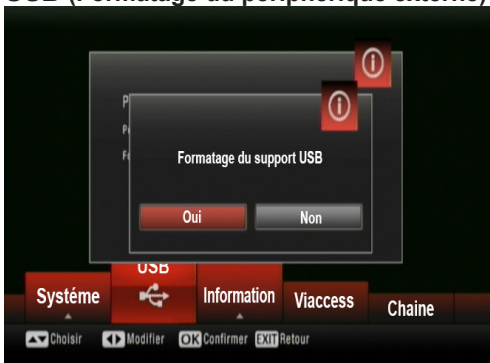 USB (Formatage du périphérique externe)
Formatage du support USB
Oui Non
USB
Systéme Information Viaccess Chaine
Choisir Modifier OK Confirmer EXIT Retour